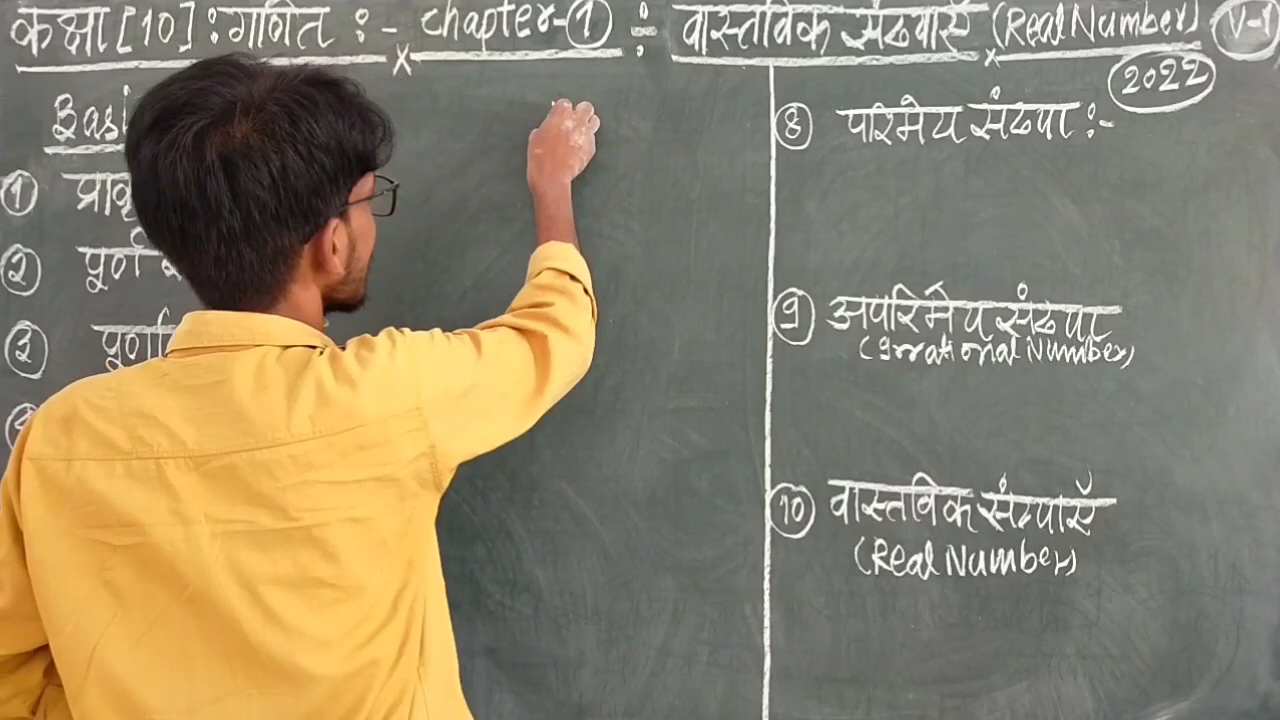 कक्षा [10] : गणित :- Chapter-① ÷ वास्तविक संख्याएँ (Real Number) V-1
2022
① 
② पूर्ण
③
⑧ परिमेय संख्या :-
⑨ अपरिमेय संख्या
(Irrational Number)
⑩ वास्तविक संख्याएँ
(Real Number)